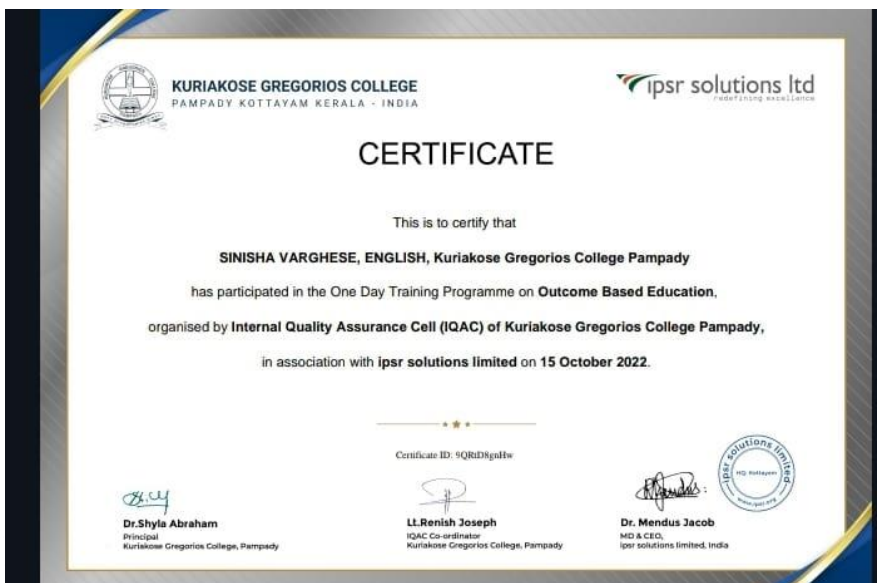 KURIAKOSE GREGORIOS COLLEGE
PAMPADY KOTTAYAM KERALA - INDIA
ipsr solutions ltd
redefining excellence
CERTIFICATE
This is to certify that
SINISHA VARGHESE, ENGLISH, Kuriakose Gregorios College Pampady
has participated in the One Day Training Programme on Outcome Based Education,
organised by Internal Quality Assurance Cell (IQAC) of Kuriakose Gregorios College Pampady,
in association with ipsr solutions limited on 15 October 2022.
Certificate ID: 9QRtD8gnHw
Dr.Shyla Abraham
Principal
Kuriakose Gregorios College, Pampady
Lt.Renish Joseph
IQAC Co-ordinator
Kuriakose Gregorios College, Pampady
Dr. Mendus Jacob
MD & CEO,
ipsr solutions limited, India
ipsr solutions limited
HQ: Kottayam
www.ipsr.org